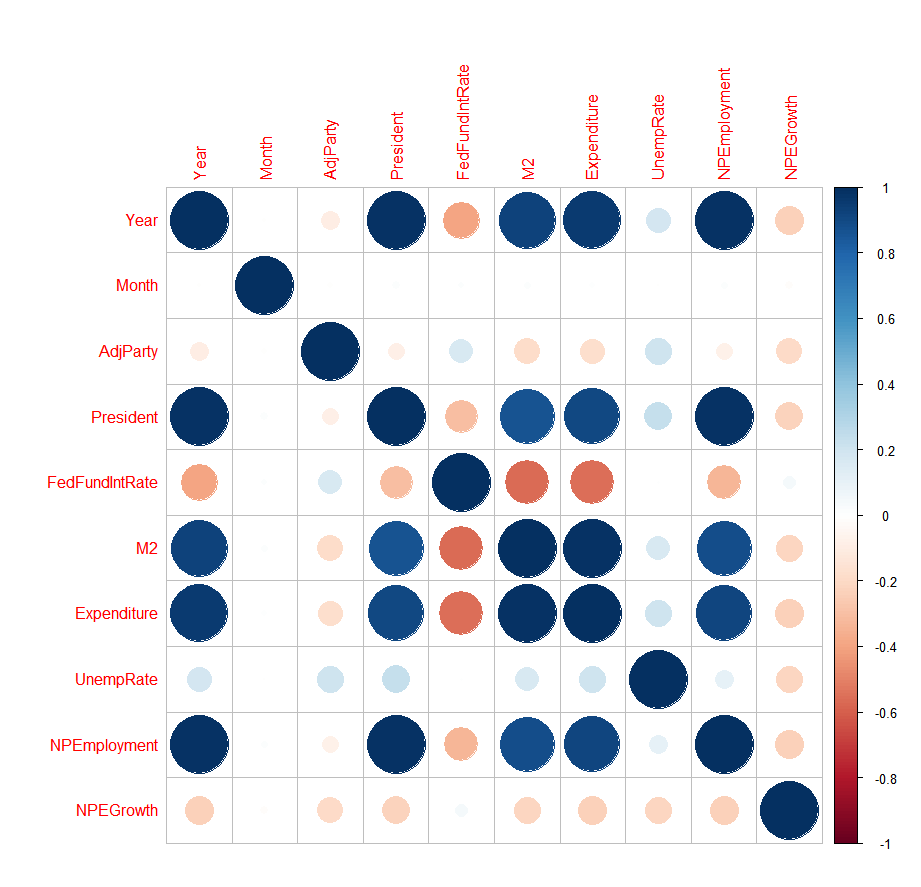 Year
Month
AdjParty
President
FedFundIntRate
M2
Expenditure
UnempRate
NPEmployment
NPEGrowth
Year
Month
AdjParty
President
FedFundIntRate
M2
Expenditure
UnempRate
NPEmployment
NPEGrowth
1
0.8
0.6
0.4
0.2
0
-0.2
-0.4
-0.6
-0.8
-1